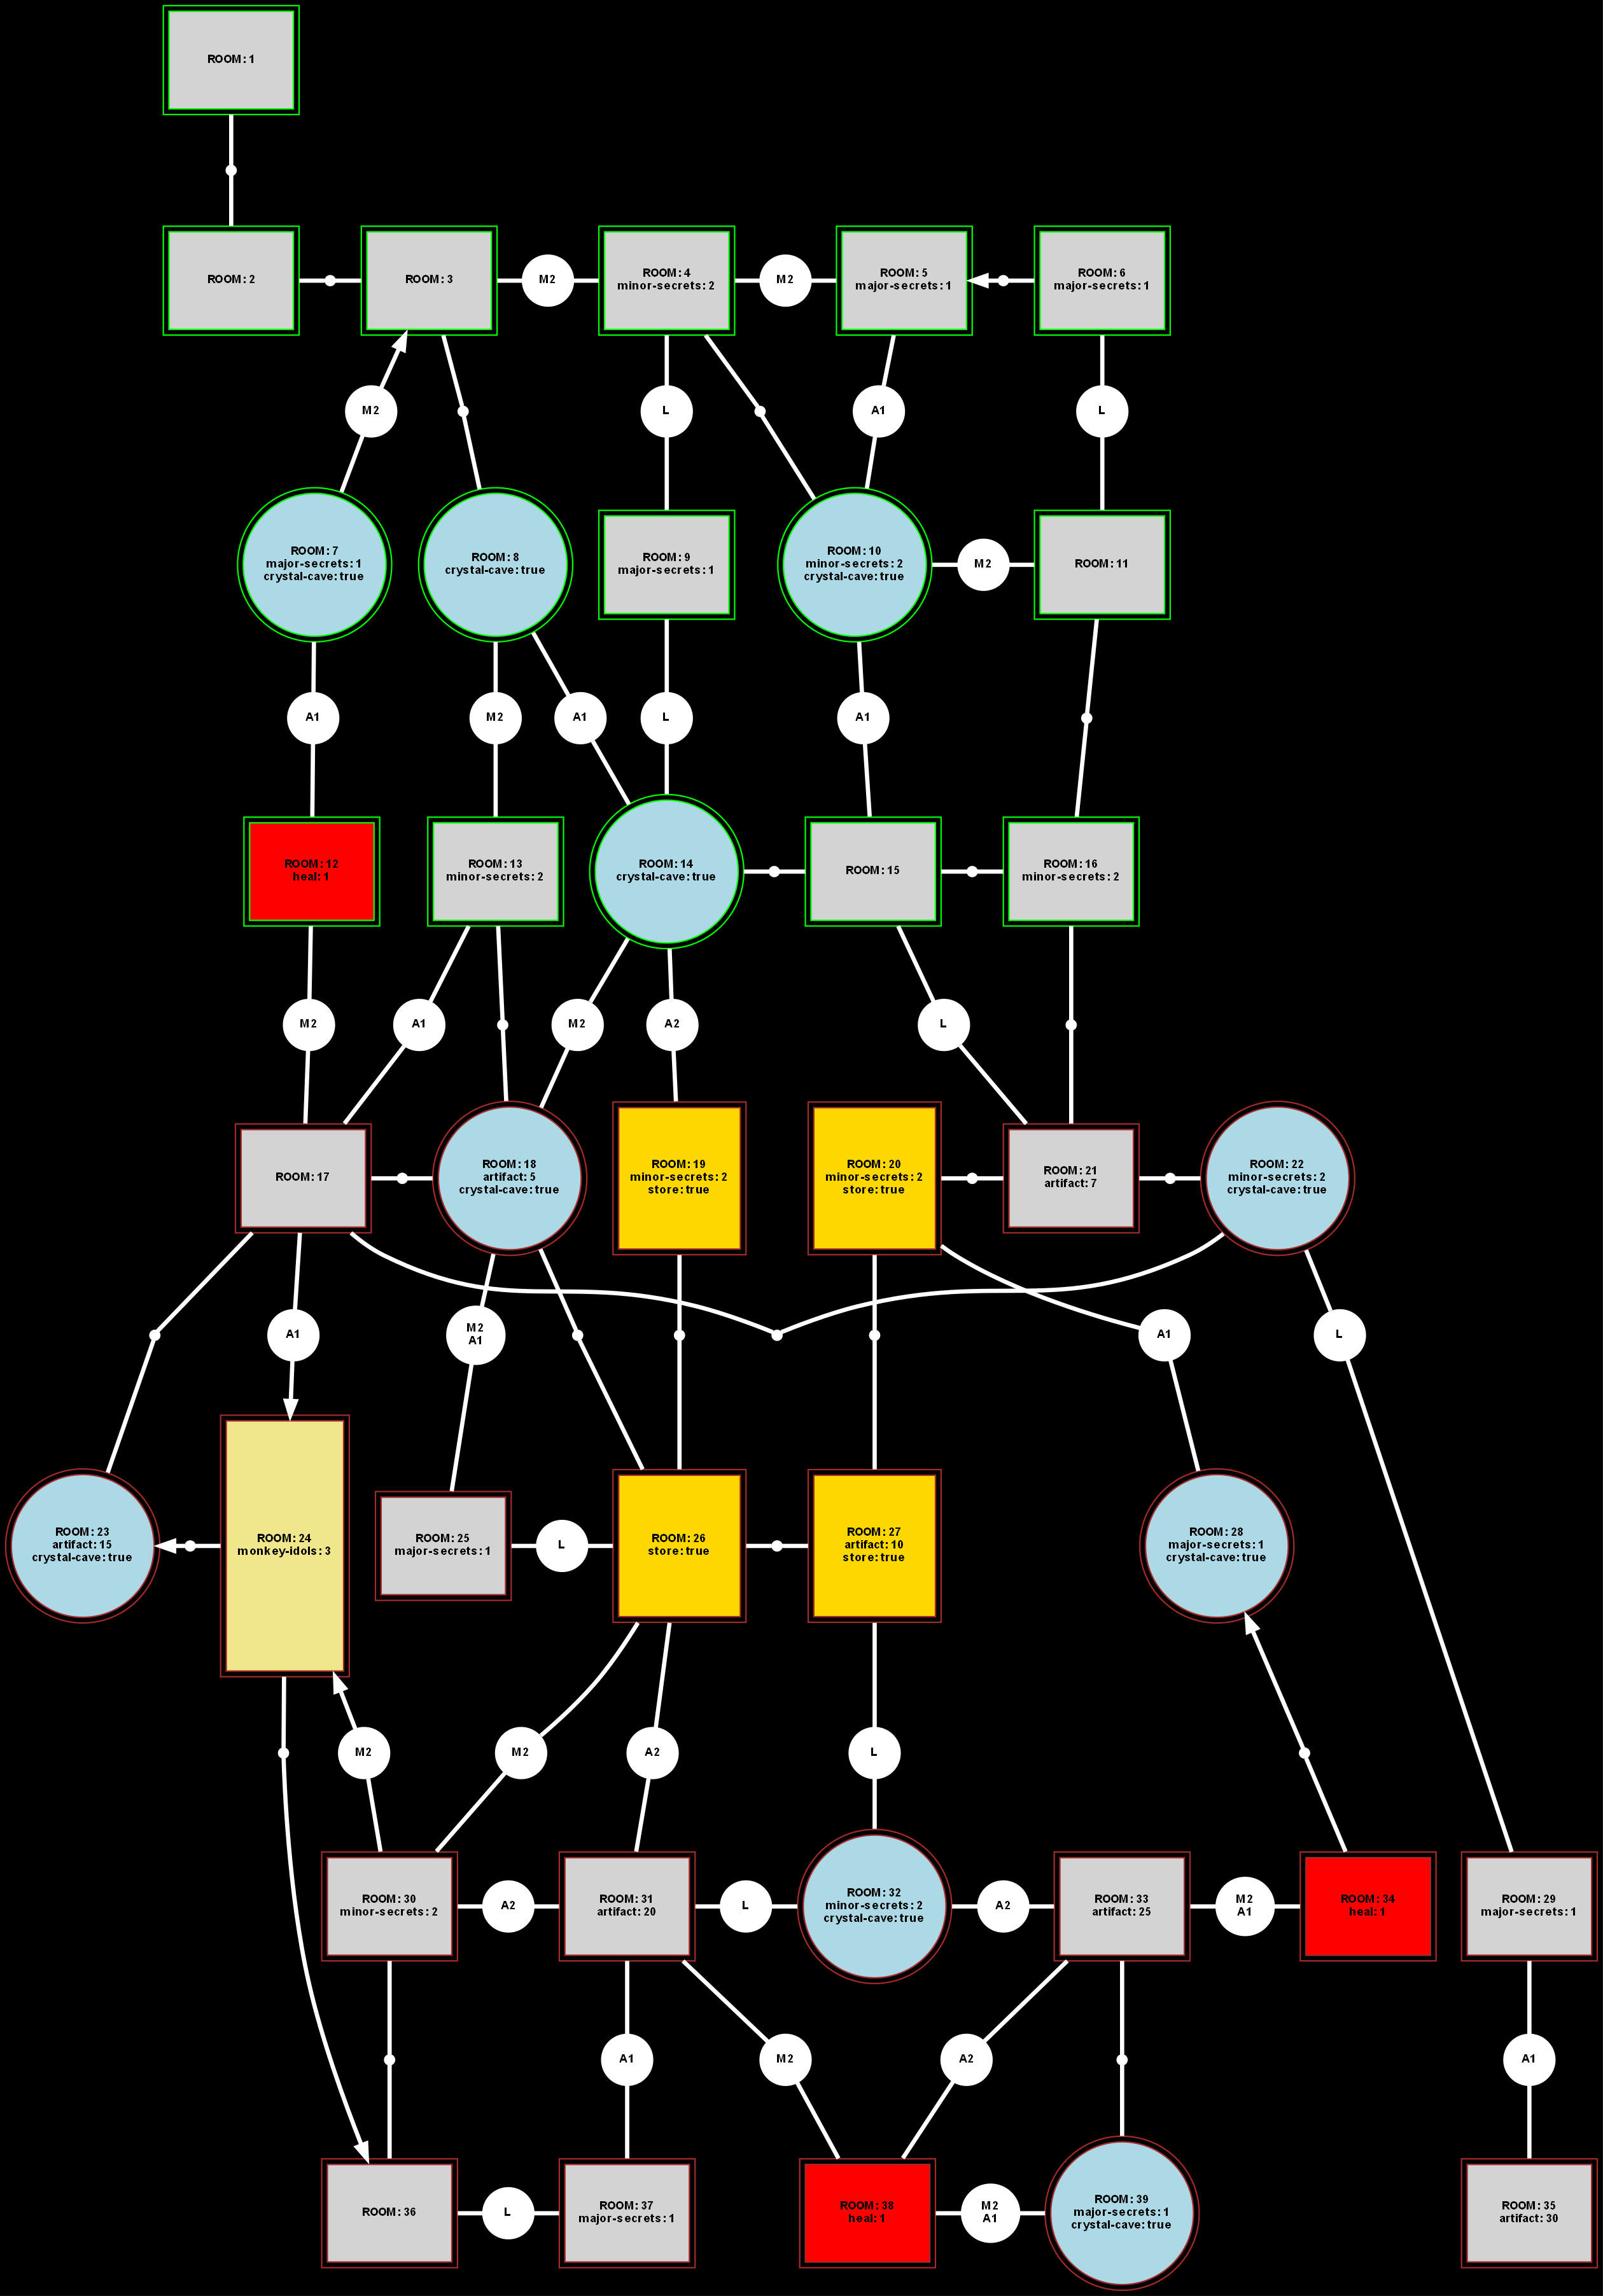 ROOM: 1
ROOM: 2
ROOM: 3
M2
ROOM: 4
minor-secrets: 2
M2
ROOM: 5
major-secrets: 1
ROOM: 6
major-secrets: 1
M2
L
A1
L
ROOM: 7
major-secrets: 1
crystal-cave: true
ROOM: 8
crystal-cave: true
ROOM: 9
major-secrets: 1
ROOM: 10
minor-secrets: 2
crystal-cave: true
M2
ROOM: 11
A1
M2
A1
L
A1
ROOM: 12
heal: 1
ROOM: 13
minor-secrets: 2
ROOM: 14
crystal-cave: true
ROOM: 15
ROOM: 16
minor-secrets: 2
M2
A1
M2
A2
L
ROOM: 17
ROOM: 18
artifact: 5
crystal-cave: true
ROOM: 19
minor-secrets: 2
store: true
ROOM: 20
minor-secrets: 2
store: true
ROOM: 21
artifact: 7
ROOM: 22
minor-secrets: 2
crystal-cave: true
A1
M2
A1
A1
L
ROOM: 23
artifact: 15
crystal-cave: true
ROOM: 24
monkey-idols: 3
ROOM: 25
major-secrets: 1
L
ROOM: 26
store: true
ROOM: 27
artifact: 10
store: true
ROOM: 28
major-secrets: 1
crystal-cave: true
M2
M2
A2
L
ROOM: 30
minor-secrets: 2
A2
ROOM: 31
artifact: 20
L
ROOM: 32
minor-secrets: 2
crystal-cave: true
A2
ROOM: 33
artifact: 25
M2
A1
ROOM: 34
heal: 1
ROOM: 29
major-secrets: 1
A1
M2
A2
A1
ROOM: 36
L
ROOM: 37
major-secrets: 1
ROOM: 38
heal: 1
M2
A1
ROOM: 39
major-secrets: 1
crystal-cave: true
ROOM: 35
artifact: 30